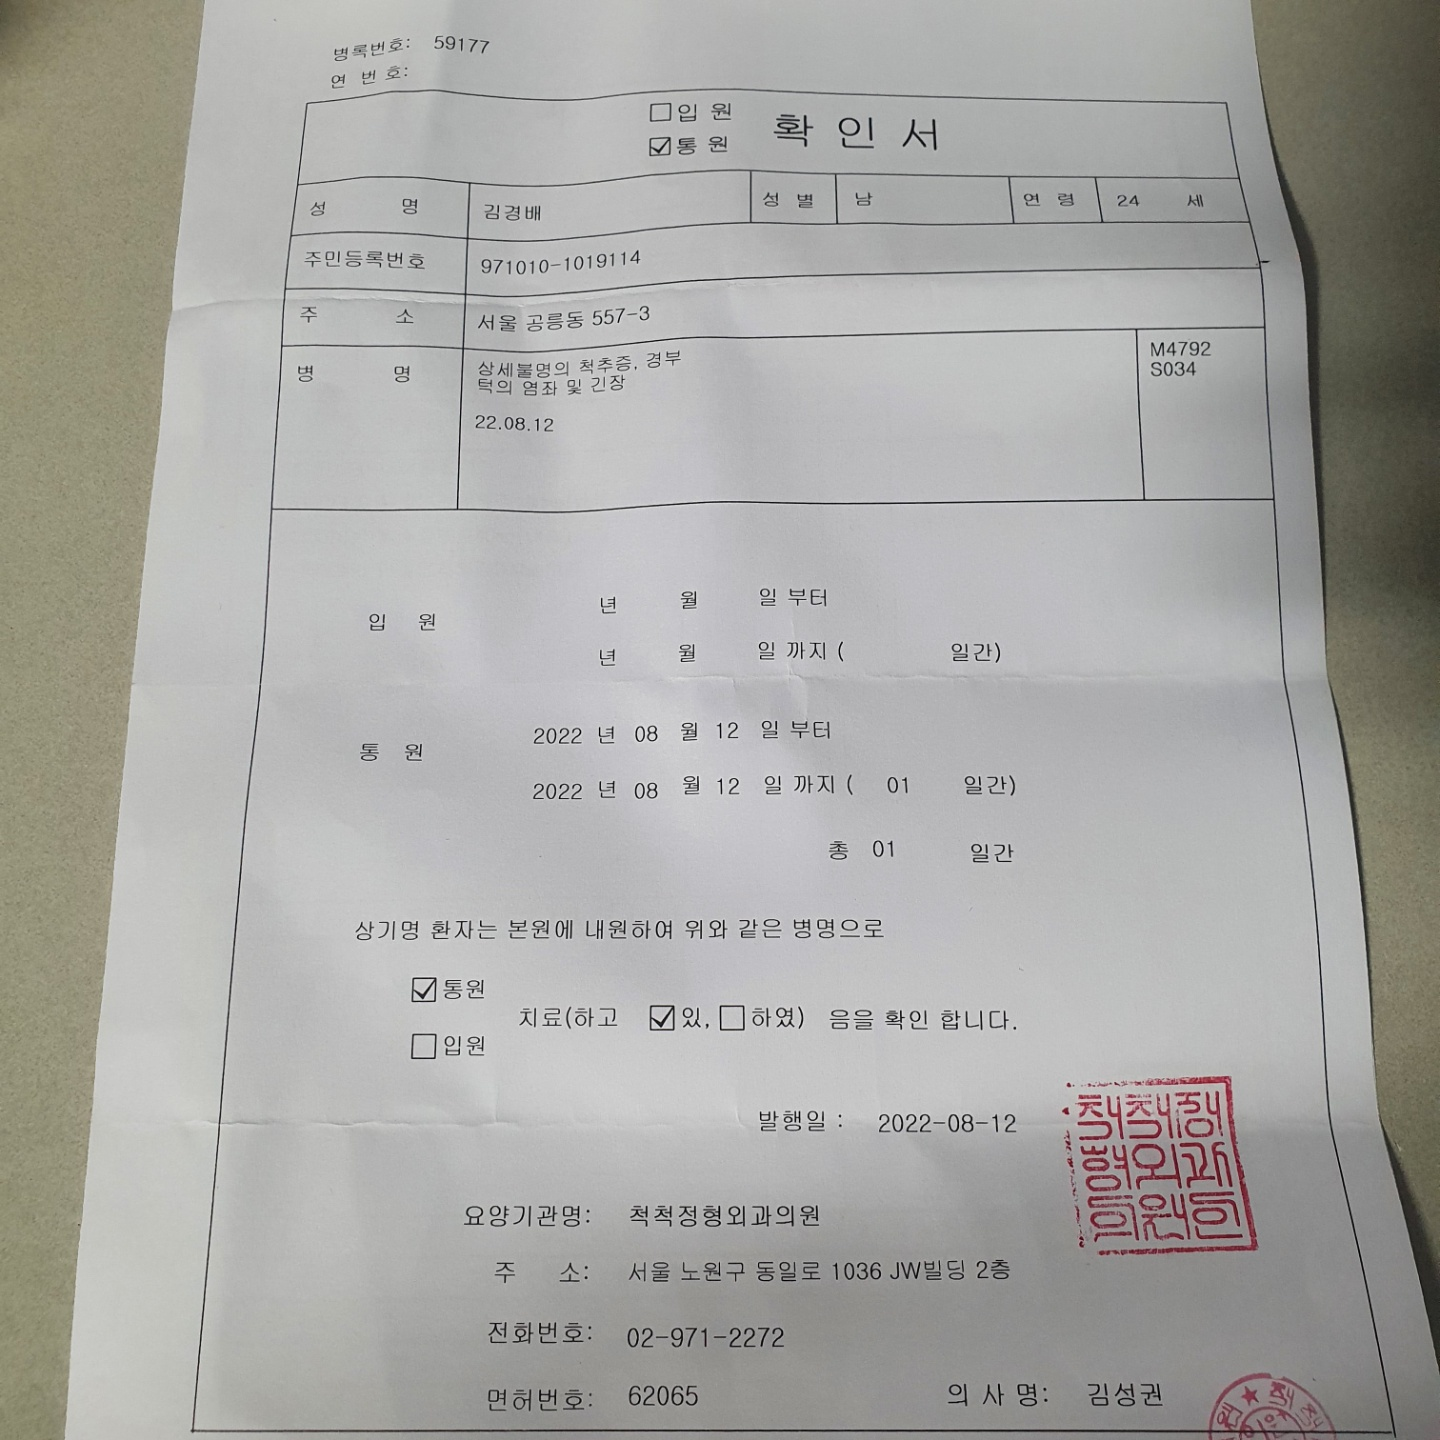 병록번호: 59177
연 번 호:
☐입 원
☑통 원
확 인 서
성 명 김경배 성 별 남 연 령 24 세
주민등록번호 971010-1019114
주 소 서울 공릉동 557-3
병 명 상세불명의 척추증, 경부 M4792
턱의 염좌 및 긴장 S034
22.08.12
년 월 일 부터
입 원
년 월 일 까지 ( 일간)
2022 년 08 월 12 일 부터
통 원
2022 년 08 월 12 일 까지 ( 01 일간)
총 01 일간
상기명 환자는 본원에 내원하여 위와 같은 병명으로
☑통원
치료(하고 ☑있, ☐하였) 음을 확인 합니다.
☐입원
발행일 : 2022-08-12
척척정
형외과
의원인
요양기관명: 척척정형외과의원
주 소: 서울 노원구 동일로 1036 JW빌딩 2층
전화번호: 02-971-2272
면허번호: 62065 의 사 명: 김성권